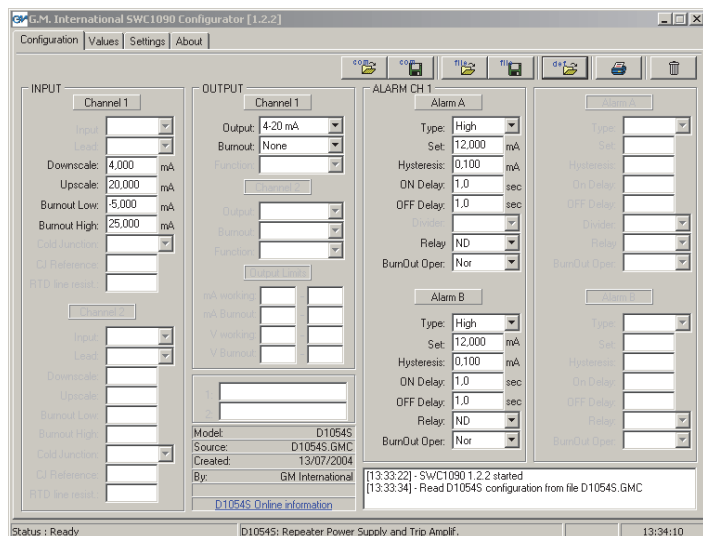 G.M. International SWC1090 Configurator [1.2.2]
Configuration Values Settings About
com com file file def
INPUT
Channel 1
Input:
Lead:
Downscale: 4,000 mA
Upscale: 20,000 mA
Burnout Low: -5,000 mA
Burnout High: 25,000 mA
Cold Junction:
CJ Reference:
RTD line resist.:
Channel 2
Input:
Lead:
Downscale:
Upscale:
Burnout Low:
Burnout High:
Cold Junction:
CJ Reference:
RTD line resist.:
OUTPUT
Channel 1
Output: 4-20 mA
Burnout: None
Function:
Channel 2
Output:
Burnout:
Function:
Output Limits
mA working: -
mA Burnout: -
V working: -
V Burnout: -
1:
2:
Model: D1054S
Source: D1054S.GMC
Created: 13/07/2004
By: GM International
D1054S Online information
ALARM CH 1
Alarm A
Type: High
Set: 12,000 mA
Hysteresis: 0,100 mA
ON Delay: 1,0 sec
OFF Delay: 1,0 sec
Divider:
Relay ND
BurnOut Oper: Nor
Alarm B
Type: High
Set: 12,000 mA
Hysteresis: 0,100 mA
ON Delay: 1,0 sec
OFF Delay: 1,0 sec
Relay: ND
BurnOut Oper: Nor
Alarm A
Type:
Set:
Hysteresis:
On Delay:
OFF Delay:
Divider:
Relay
BurnOut Oper:
Alarm B
Type:
Set:
Hysteresis:
On Delay:
OFF Delay:
Relay:
BurnOut Oper:
[13:33:22] - SWC1090 1.2.2 started
[13:33:34] - Read D1054S configuration from file D1054S.GMC
Status : Ready
D1054S: Repeater Power Supply and Trip Amplif.
13:34:10